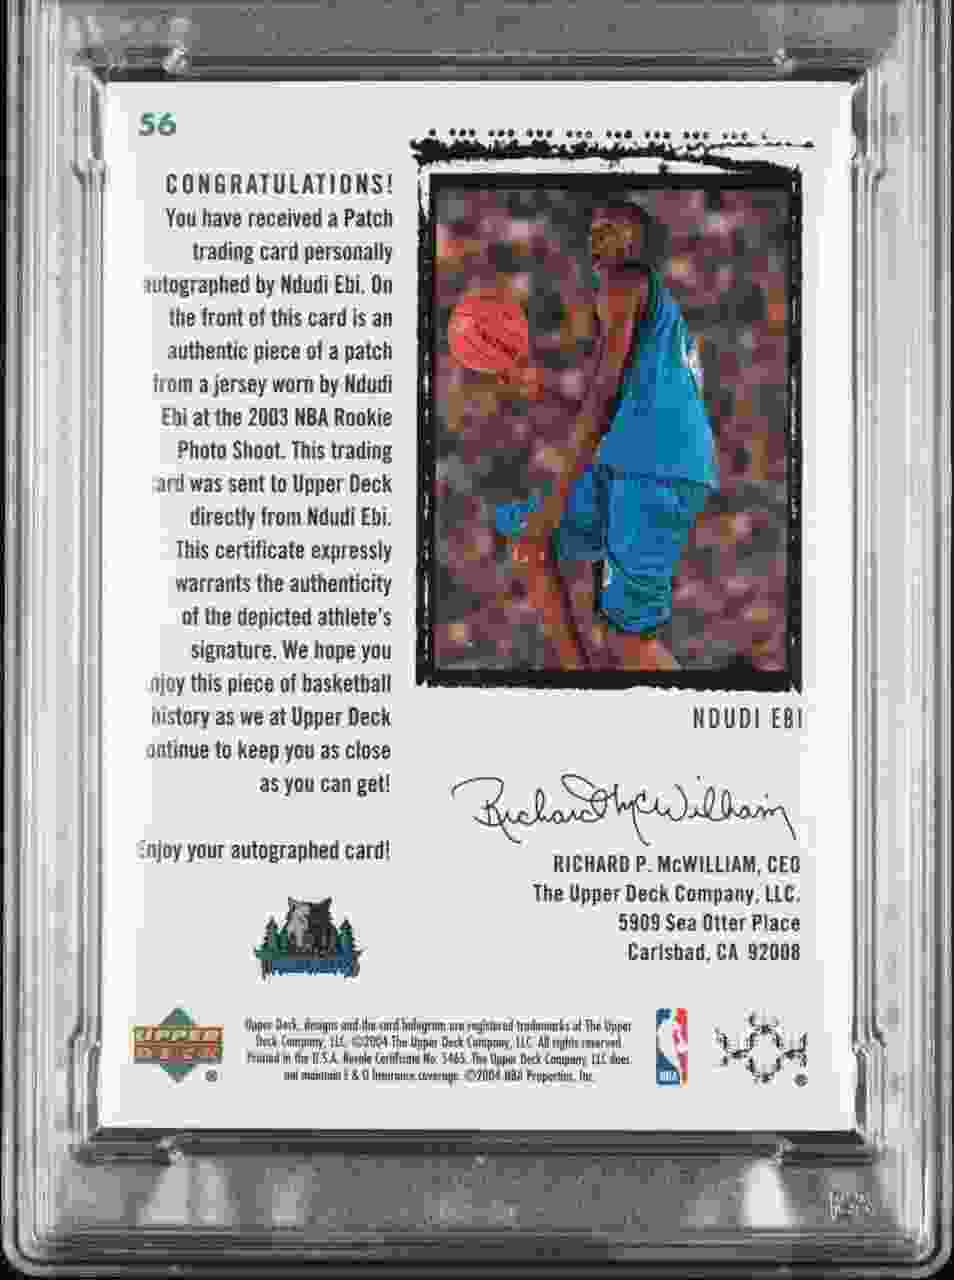 56
CONGRATULATIONS!
You have received a Patch
trading card personally
autographed by Ndudi Ebi. On
the front of this card is an
authentic piece of a patch
from a jersey worn by Ndudi
Ebi at the 2003 NBA Rookie
Photo Shoot. This trading
card was sent to Upper Deck
directly from Ndudi Ebi.
This certificate expressly
warrants the authenticity
of the depicted athlete's
signature. We hope you
enjoy this piece of basketball
history as we at Upper Deck
continue to keep you as close
as you can get!
Enjoy your autographed card!
NDUDI EBI
Richard McWilliam
RICHARD P. McWILLIAM, CEO
The Upper Deck Company, LLC.
5909 Sea Otter Place
Carlsbad, CA 92008
UPPER
DECK
®
Upper Deck, designs and the card hologram are registered trademarks of The Upper
Deck Company, LLC. ©2004 The Upper Deck Company, LLC. All rights reserved.
Printed in the U.S.A. Resale Certificate No. 5465. The Upper Deck Company, LLC does
not maintain E & O Insurance coverage. ©2004 NBA Properties, Inc.
NBA
®